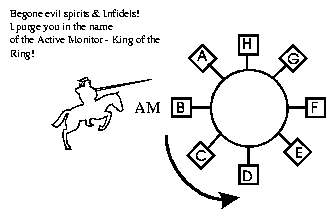 Begone evil spirits & Infidels!
I purge you in the name
of the Active Monitor - King of the
Ring!
H
A
G
AM
B
F
C
E
D